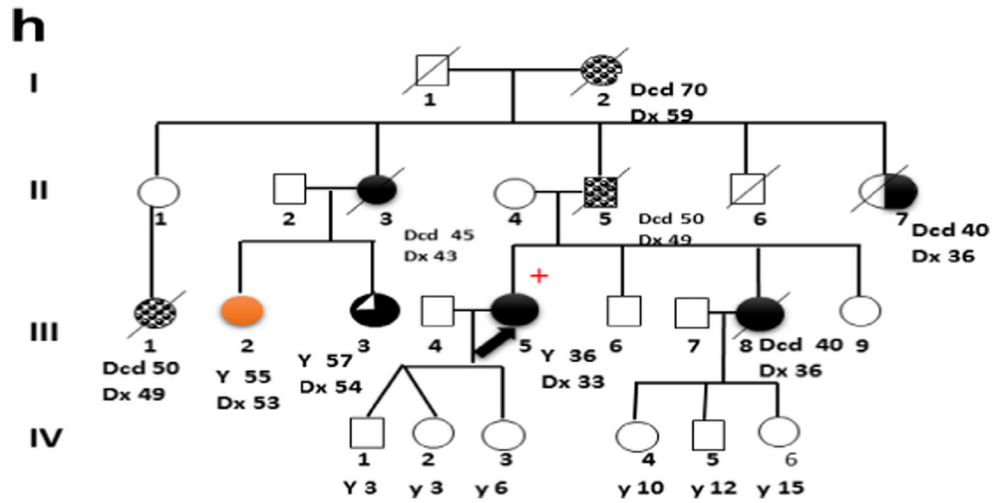 h
I
1 2 Dcd 70
Dx 59
II
1 2 3 4 5 6 7
Dcd 45
Dx 43
Dcd 50
Dx 49
Dcd 40
Dx 36
+
III
1 2 3 4 5 6 7 8 9
Dcd 50
Dx 49
Y 55
Dx 53
Y 57
Dx 54
Y 36
Dx 33
Dcd 40
Dx 36
IV
1 2 3 4 5 6
Y 3 y 3 y 6 y 10 y 12 y 15